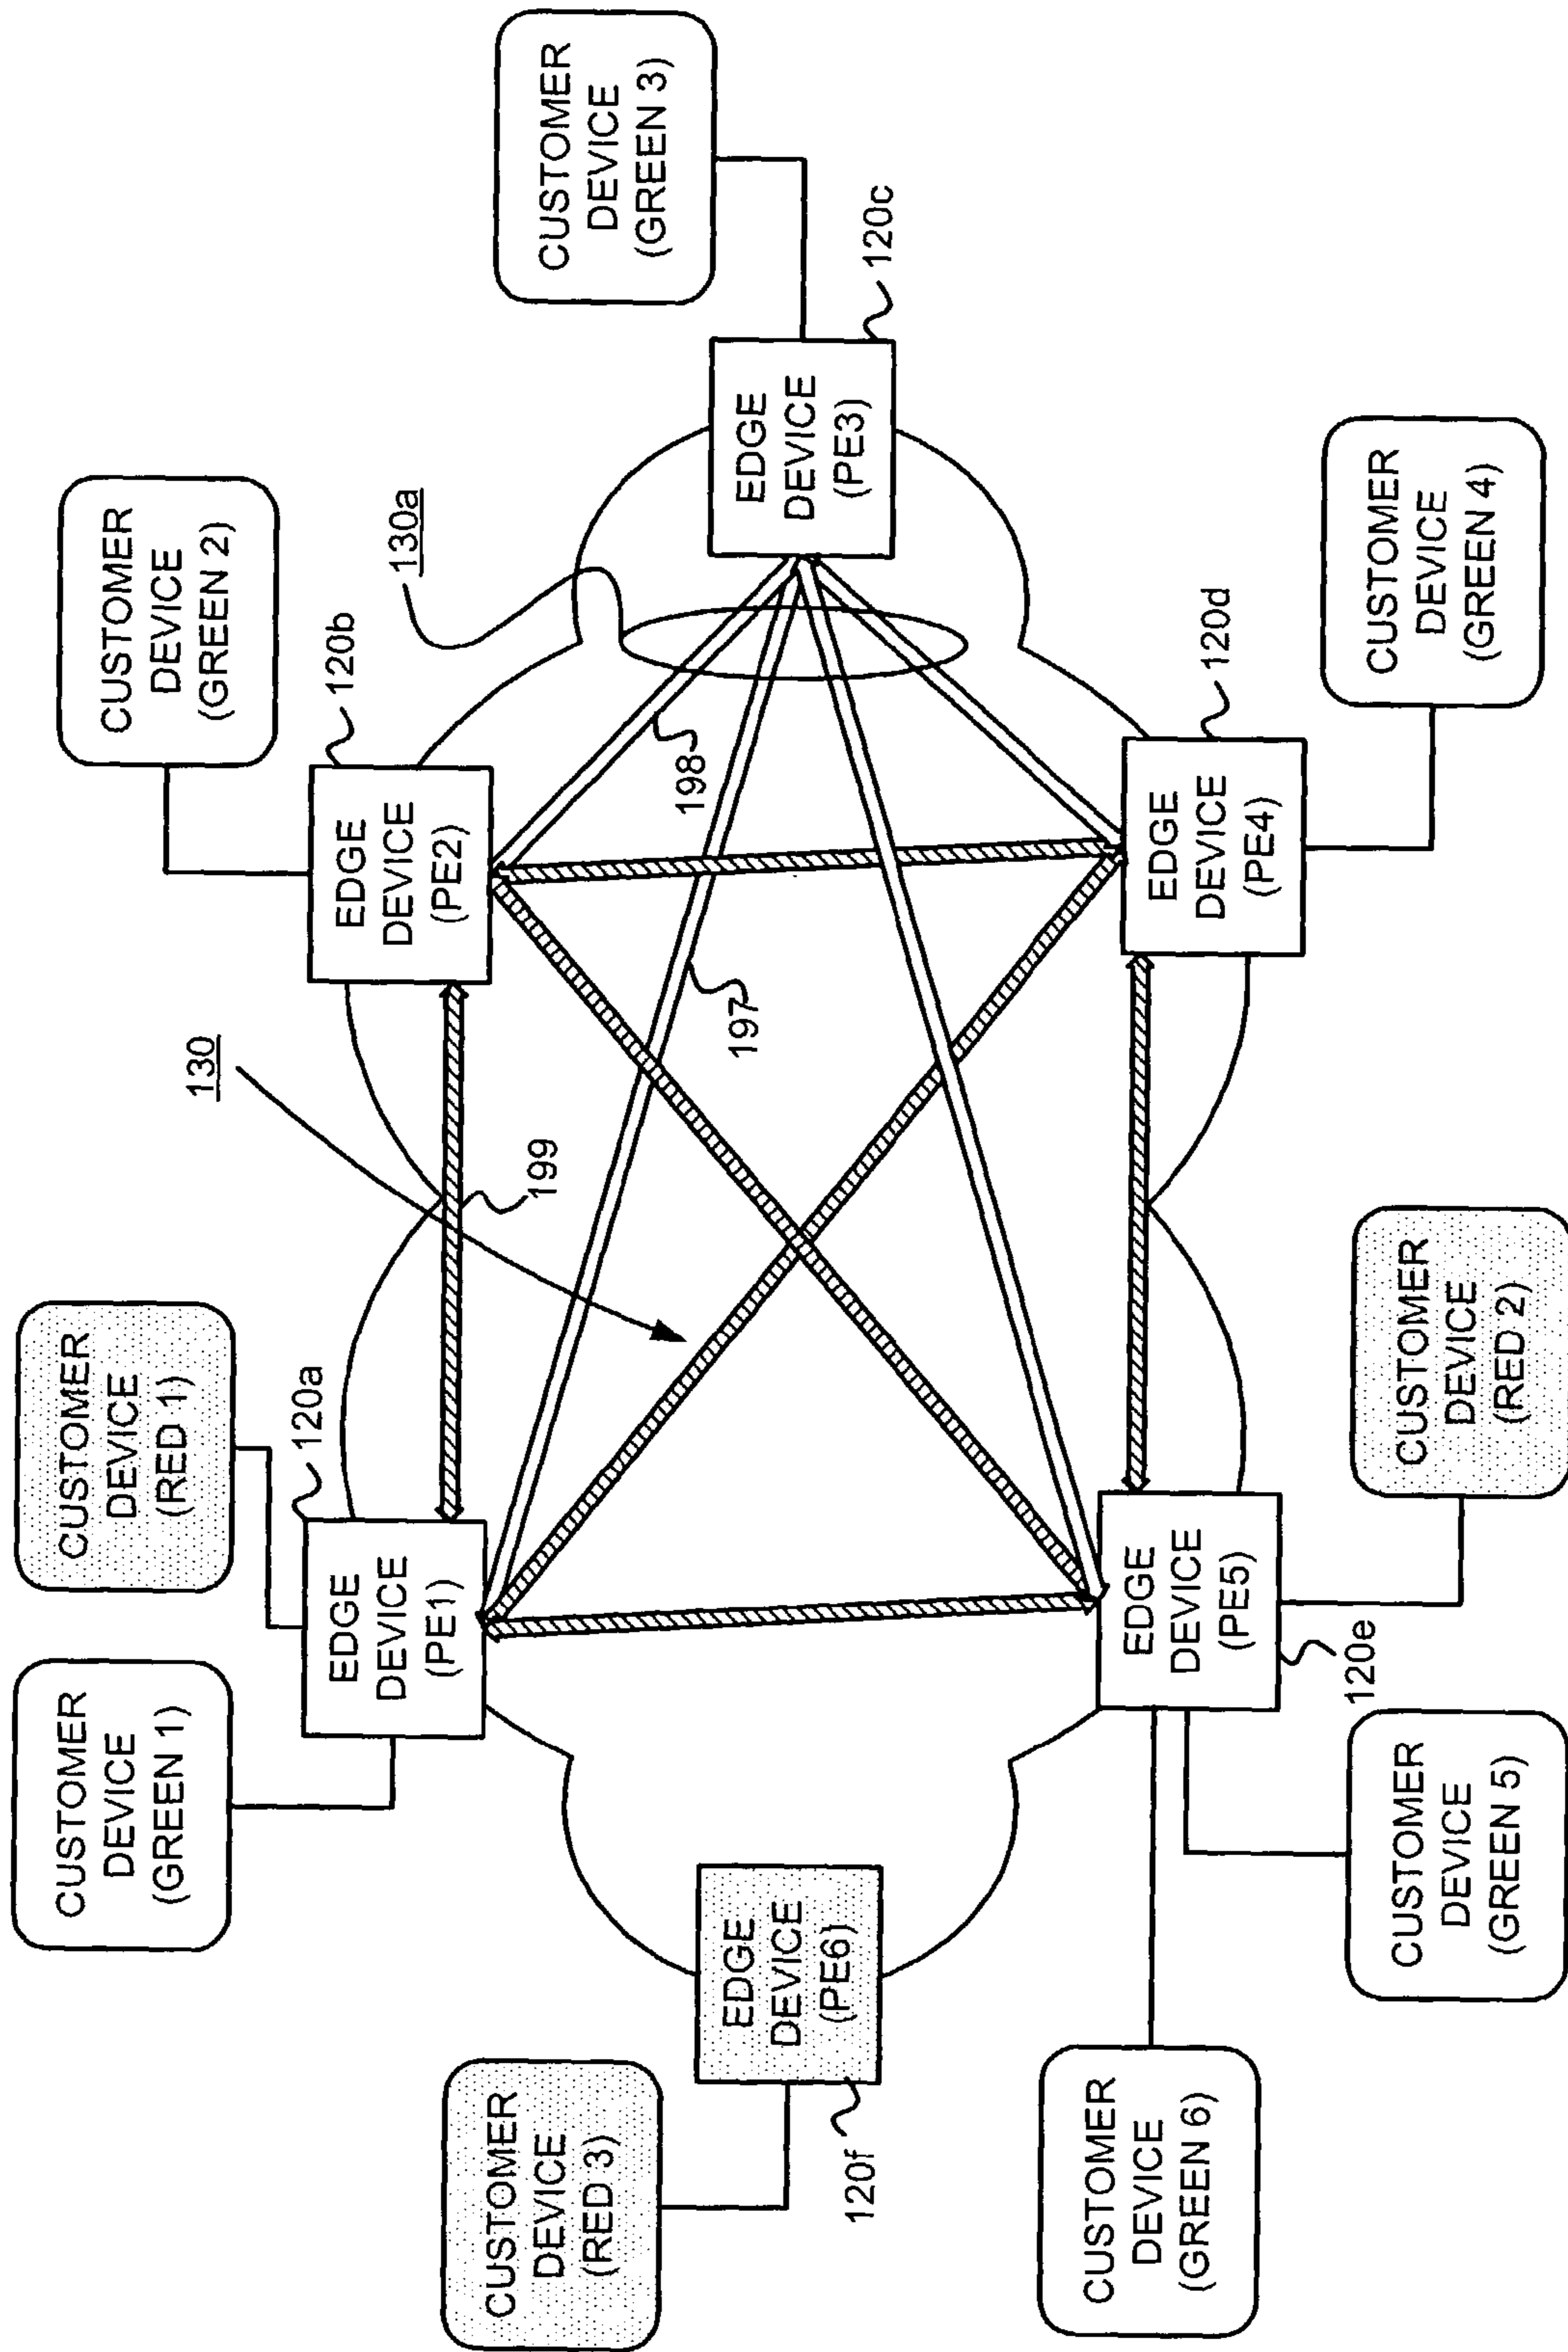 CUSTOMER
DEVICE
(RED 3)
EDGE
DEVICE
(PE6)
120f
CUSTOMER
DEVICE
(GREEN 1)
CUSTOMER
DEVICE
(RED 1)
120a
EDGE
DEVICE
(PE1)
CUSTOMER
DEVICE
(GREEN 2)
120b
EDGE
DEVICE
(PE2)
130
199
130a
198
197
CUSTOMER
DEVICE
(GREEN 3)
EDGE
DEVICE
(PE3)
120c
CUSTOMER
DEVICE
(GREEN 6)
EDGE
DEVICE
(PE5)
120e
CUSTOMER
DEVICE
(GREEN 5)
CUSTOMER
DEVICE
(RED 2)
120d
EDGE
DEVICE
(PE4)
CUSTOMER
DEVICE
(GREEN 4)